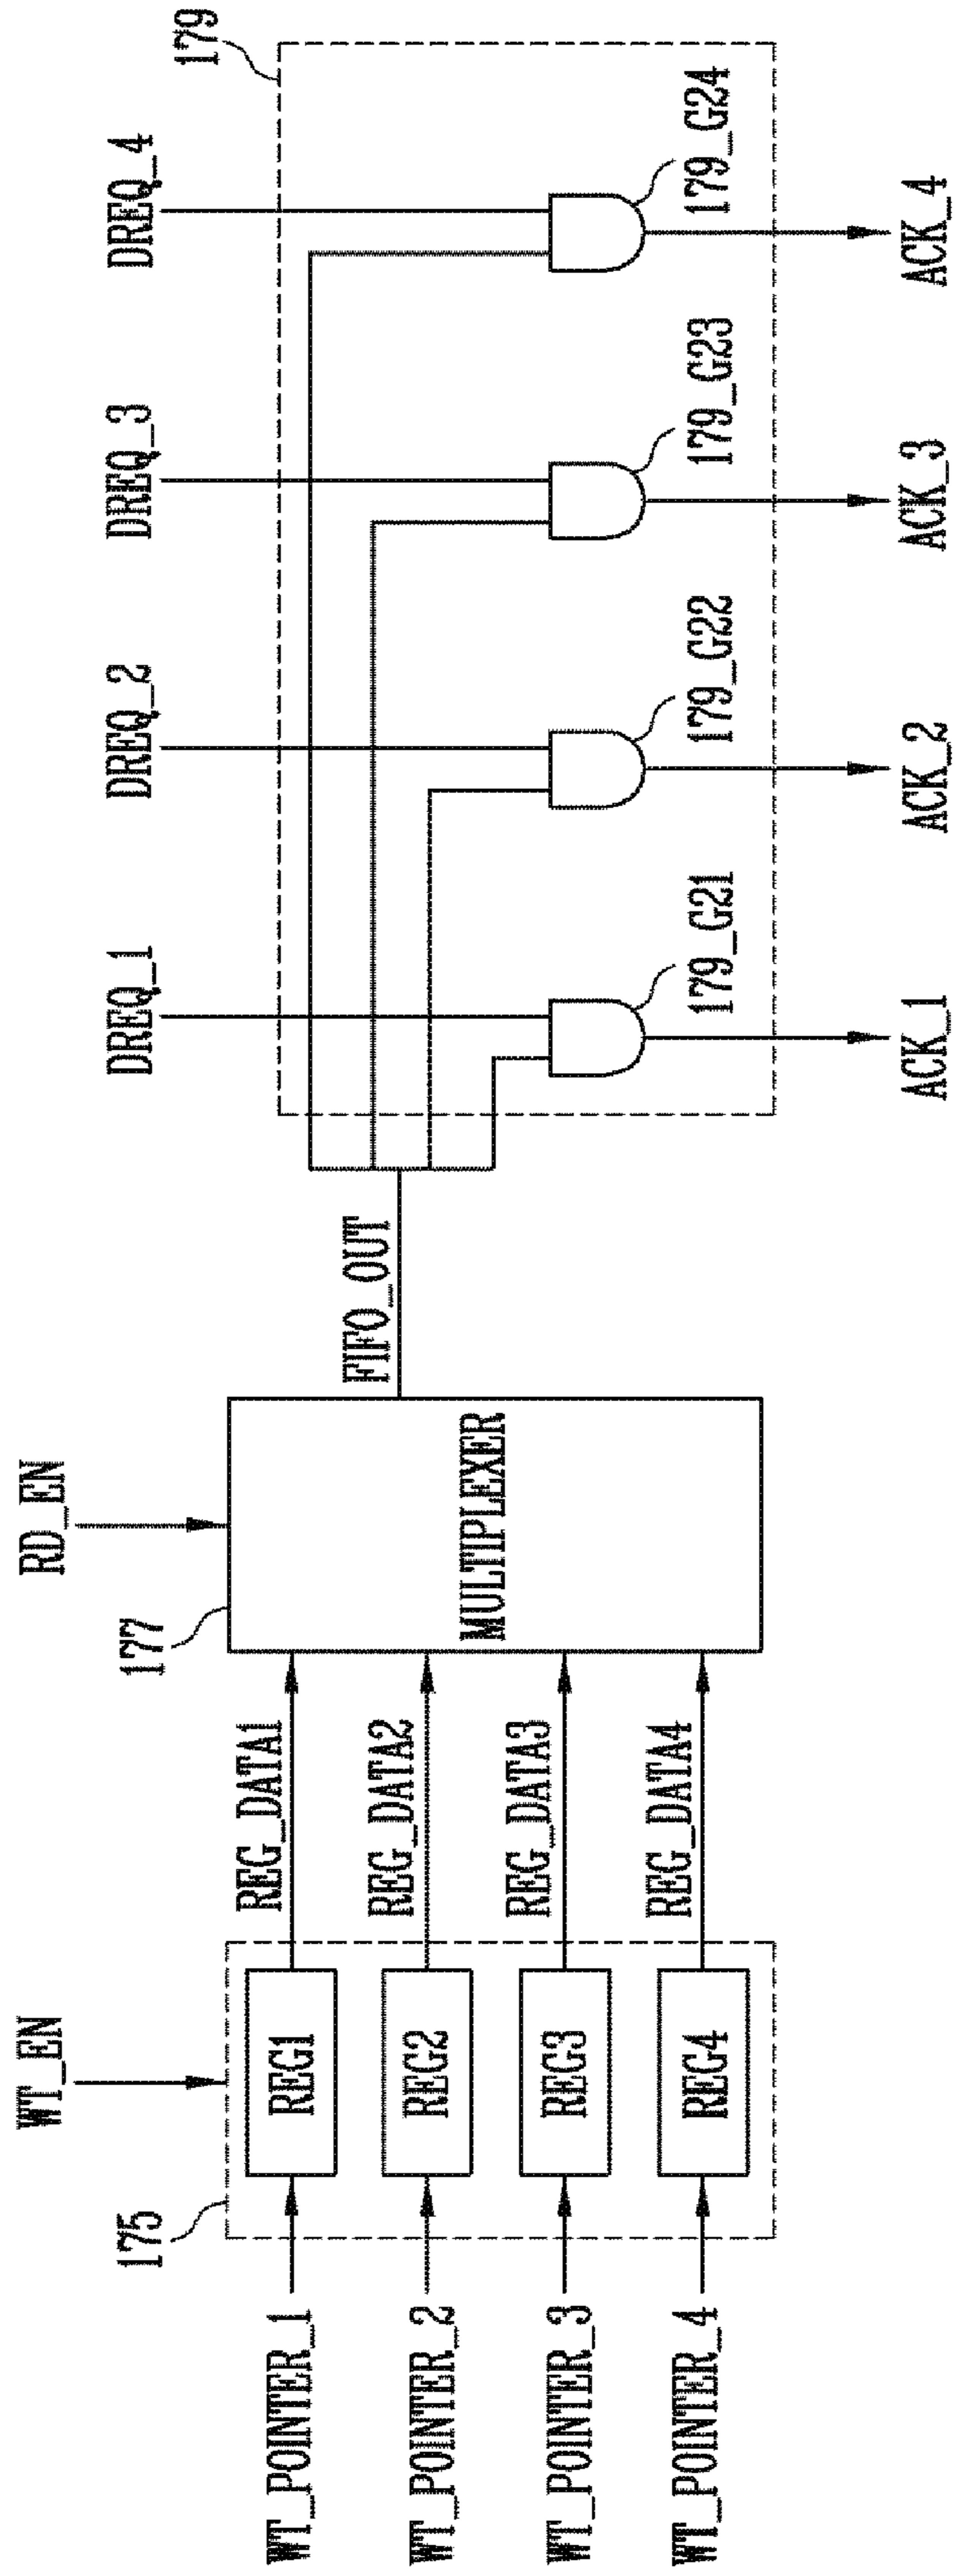 WT_POINTER_1
WT_POINTER_2
WT_POINTER_3
WT_POINTER_4
175
WT_EN
REG1
REG2
REG3
REG4
REG_DATA1
REG_DATA2
REG_DATA3
REG_DATA4
177
RD_EN
MULTIPLEXER
FIFO_OUT
DREQ_1
DREQ_2
DREQ_3
DREQ_4
179
179_G21
179_G22
179_G23
179_G24
ACK_1
ACK_2
ACK_3
ACK_4